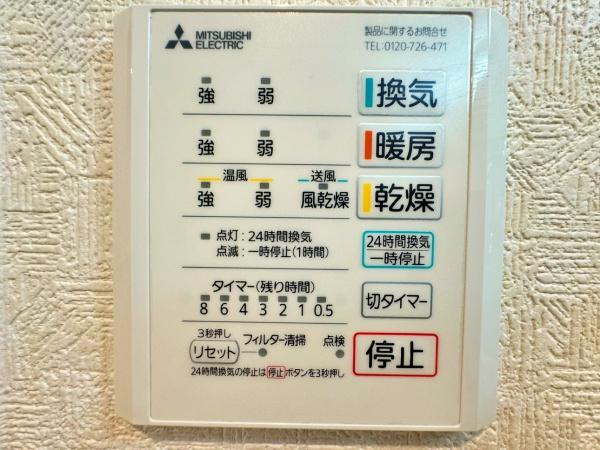 MITSUBISHI
ELECTRIC
製品に関するお問合せ
TEL:0120-726-471
強 弱 換気
強 弱 暖房
温風 送風
強 弱 風乾燥 乾燥
点灯:24時間換気
点滅:一時停止(1時間)
24時間換気
一時停止
タイマー(残り時間)
8 6 4 3 2 1 0.5
切タイマー
3秒押し
リセット フィルター清掃 点検
停止
24時間換気の停止は停止ボタンを3秒押し